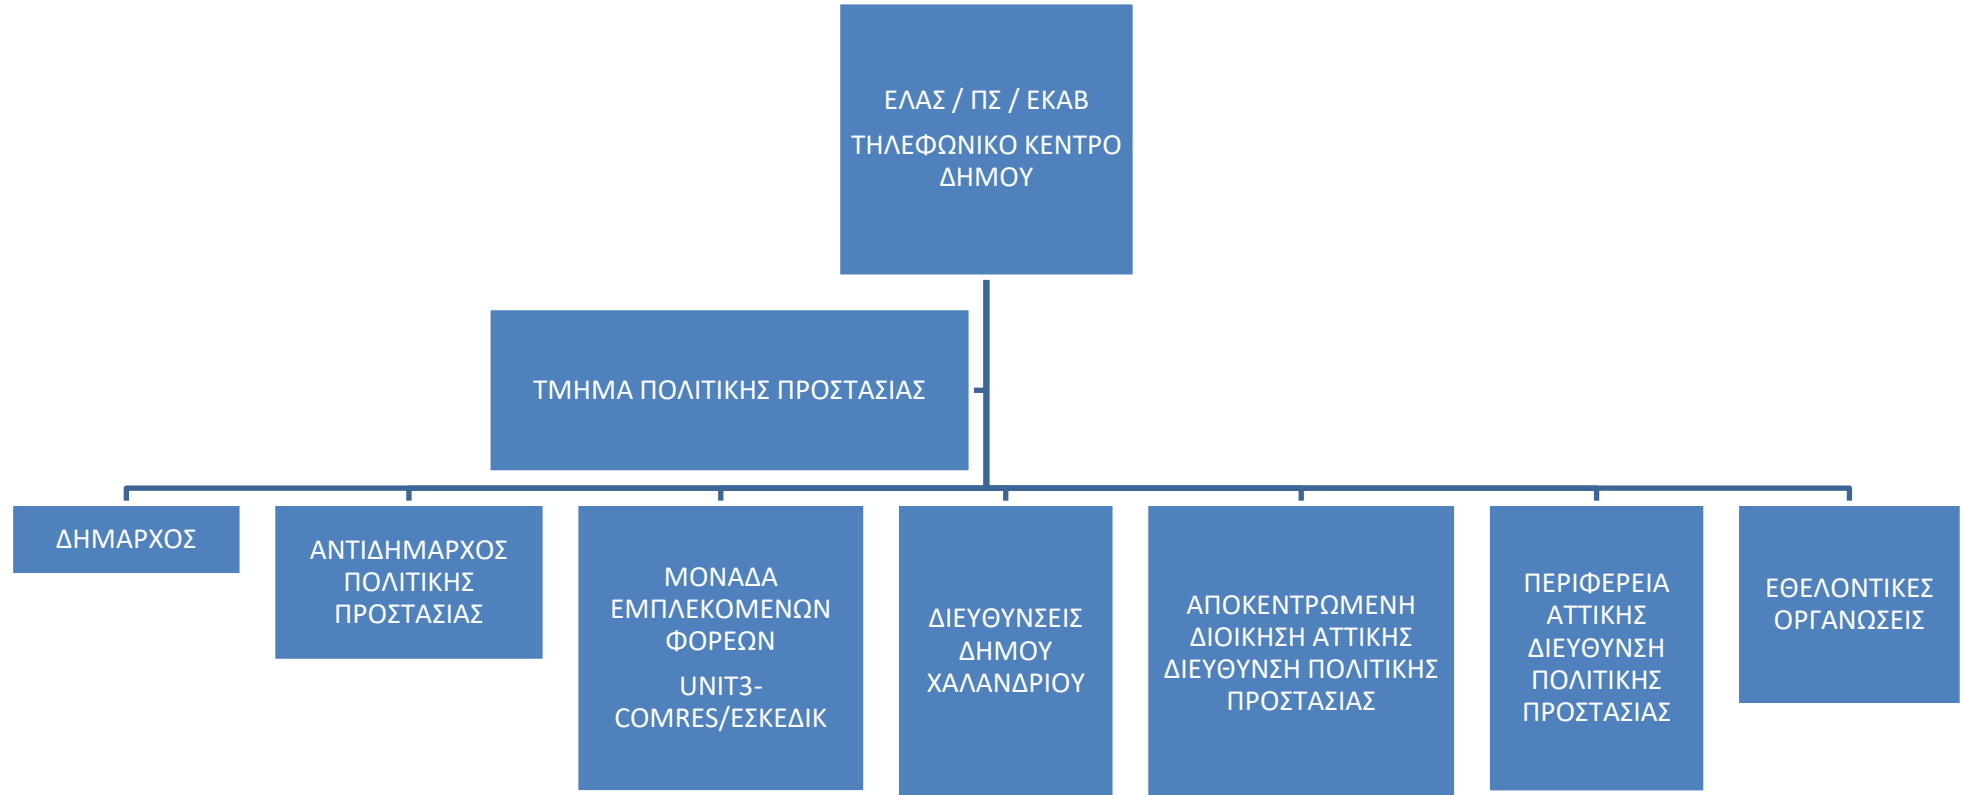 ΕΛΑΣ / ΠΣ / ΕΚΑΒ
ΤΗΛΕΦΩΝΙΚΟ ΚΕΝΤΡΟ
ΔΗΜΟΥ
ΤΜΗΜΑ ΠΟΛΙΤΙΚΗΣ ΠΡΟΣΤΑΣΙΑΣ
ΔΗΜΑΡΧΟΣ
ΑΝΤΙΔΗΜΑΡΧΟΣ
ΠΟΛΙΤΙΚΗΣ
ΠΡΟΣΤΑΣΙΑΣ
ΜΟΝΑΔΑ
ΕΜΠΛΕΚΟΜΕΝΩΝ
ΦΟΡΕΩΝ
UNIT3-
COMRES/ΕΣΚΕΔΙΚ
ΔΙΕΥΘΥΝΣΕΙΣ
ΔΗΜΟΥ
ΧΑΛΑΝΔΡΙΟΥ
ΑΠΟΚΕΝΤΡΩΜΕΝΗ
ΔΙΟΙΚΗΣΗ ΑΤΤΙΚΗΣ
ΔΙΕΥΘΥΝΣΗ ΠΟΛΙΤΙΚΗΣ
ΠΡΟΣΤΑΣΙΑΣ
ΠΕΡΙΦΕΡΕΙΑ
ΑΤΤΙΚΗΣ
ΔΙΕΥΘΥΝΣΗ
ΠΟΛΙΤΙΚΗΣ
ΠΡΟΣΤΑΣΙΑΣ
ΕΘΕΛΟΝΤΙΚΕΣ
ΟΡΓΑΝΩΣΕΙΣ